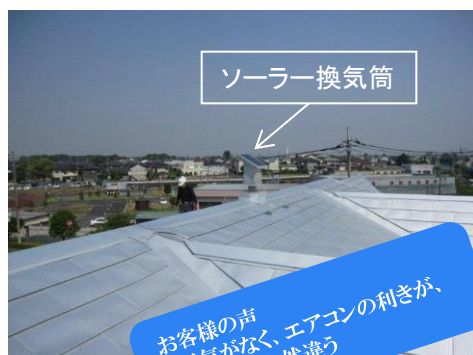 ソーラー換気筒
お客様の声
気がなく、エアコンの利きが、
違う